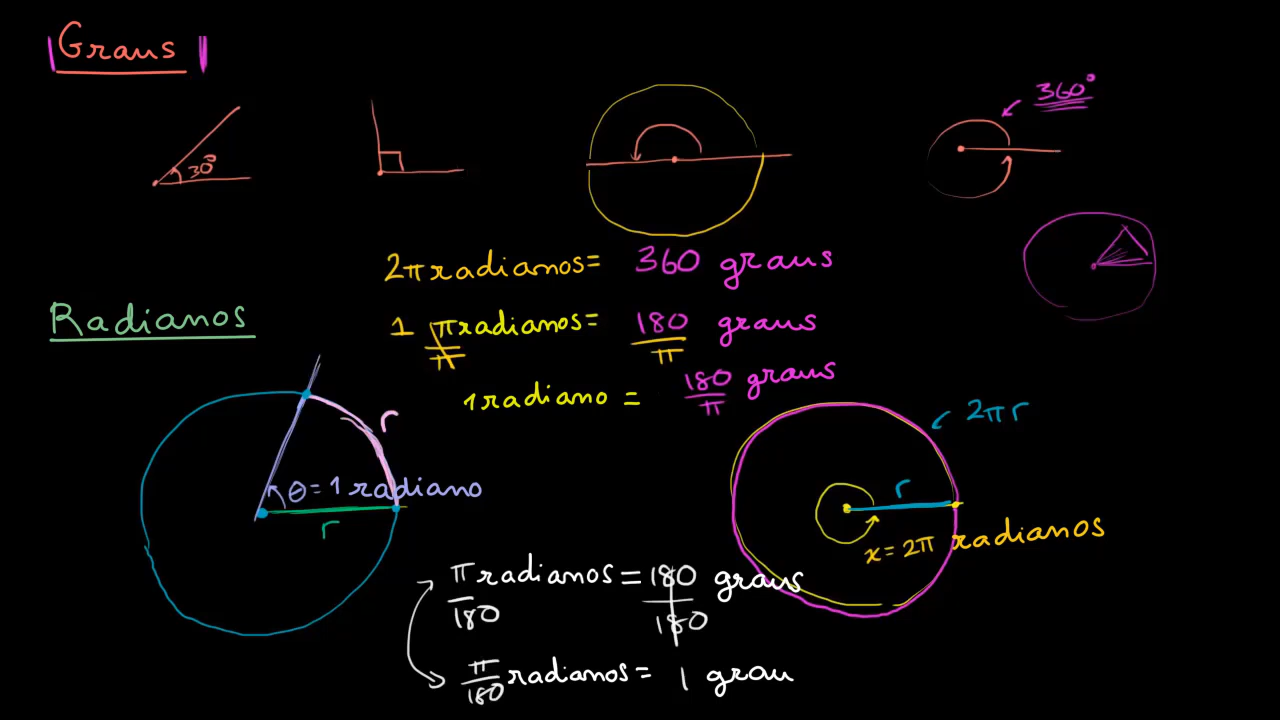 Graus
360°
30°
2π radianos = 360 graus
Radianos
1 π radianos = 180 graus
π π
1 radiano = 180 graus
π
2πr
r
θ = 1 radiano
r
r
x = 2π radianos
π radianos = 180 graus
180 180
π radianos = 1 grau
180